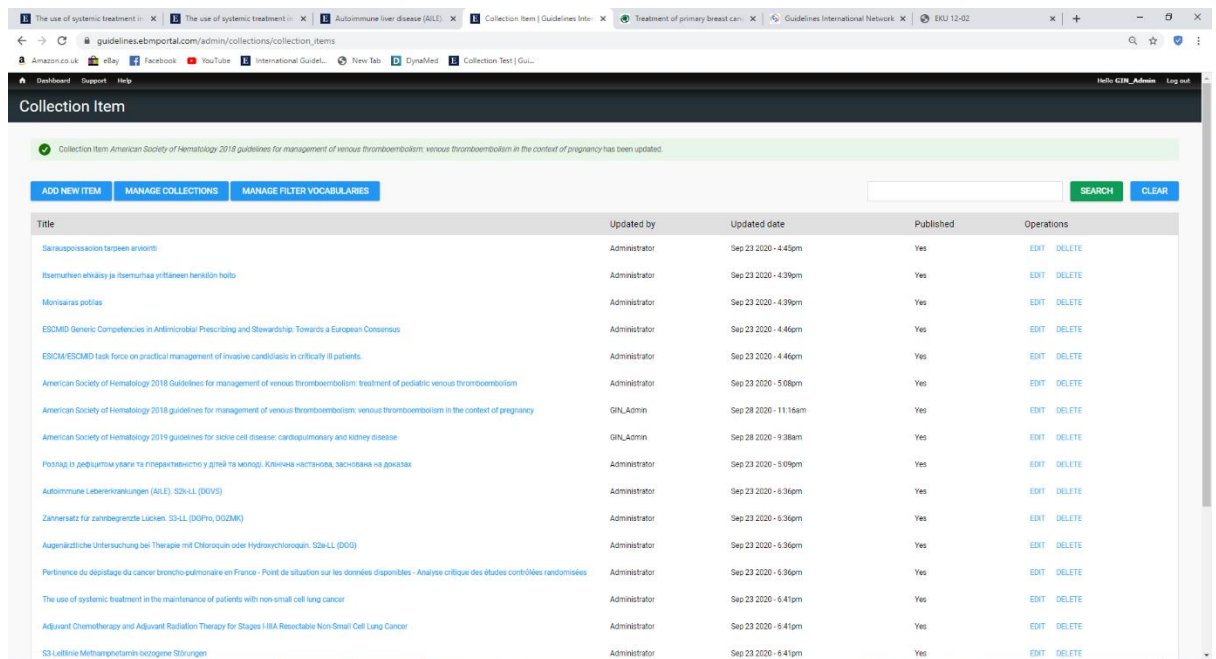 The use of systemic treatment in
The use of systemic treatment in
Autoimmune liver disease (AILE).
Collection Item | Guidelines Inter
Treatment of primary breast canc
Guidelines International Network
EKU 12-02
guidelines.ebmportal.com/admin/collections/collection_items
Amazon.co.uk eBay Facebook YouTube International Guidel... New Tab DynaMed Collection Test | Gui...
Dashboard Support Help Hello GIN_Admin Log out
Collection Item
Collection Item American Society of Hematology 2018 guidelines for management of venous thromboembolism: venous thromboembolism in the context of pregnancy has been updated.
ADD NEW ITEM MANAGE COLLECTIONS MANAGE FILTER VOCABULARIES SEARCH CLEAR
Title Updated by Updated date Published Operations
Sairauspoissaolon tarpeen arviointi Administrator Sep 23 2020 - 4:45pm Yes EDIT DELETE
Itsemurhien ehkäisy ja itsemurhaa yrittäneen henkilön hoito Administrator Sep 23 2020 - 4:39pm Yes EDIT DELETE
Monisairas potilas Administrator Sep 23 2020 - 4:39pm Yes EDIT DELETE
ESCMID Generic Competencies in Antimicrobial Prescribing and Stewardship: Towards a European Consensus Administrator Sep 23 2020 - 4:46pm Yes EDIT DELETE
ESICM/ESCMID task force on practical management of invasive candidiasis in critically ill patients. Administrator Sep 23 2020 - 4:46pm Yes EDIT DELETE
American Society of Hematology 2018 Guidelines for management of venous thromboembolism: treatment of pediatric venous thromboembolism Administrator Sep 23 2020 - 5:08pm Yes EDIT DELETE
American Society of Hematology 2018 guidelines for management of venous thromboembolism: venous thromboembolism in the context of pregnancy GIN_Admin Sep 28 2020 - 11:16am Yes EDIT DELETE
American Society of Hematology 2019 guidelines for sickle cell disease: cardiopulmonary and kidney disease GIN_Admin Sep 28 2020 - 9:38am Yes EDIT DELETE
Розлад із дефіцитом уваги та гіперактивністю у дітей та молоді. Клінічна настанова, заснована на доказах Administrator Sep 23 2020 - 5:09pm Yes EDIT DELETE
Autoimmune Lebererkrankungen (AILE). S2k-LL (DGVS) Administrator Sep 23 2020 - 6:36pm Yes EDIT DELETE
Zahnersatz für zahnbegrenzte Lücken. S3-LL (DGPro, DGZMK) Administrator Sep 23 2020 - 6:36pm Yes EDIT DELETE
Augenärztliche Untersuchung bei Therapie mit Chloroquin oder Hydroxychloroquin. S2e-LL (DOG) Administrator Sep 23 2020 - 6:36pm Yes EDIT DELETE
Pertinence du dépistage du cancer broncho-pulmonaire en France - Point de situation sur les données disponibles - Analyse critique des études contrôlées randomisées Administrator Sep 23 2020 - 6:36pm Yes EDIT DELETE
The use of systemic treatment in the maintenance of patients with non-small cell lung cancer Administrator Sep 23 2020 - 6:41pm Yes EDIT DELETE
Adjuvant Chemotherapy and Adjuvant Radiation Therapy for Stages I-IIIA Resectable Non-Small Cell Lung Cancer Administrator Sep 23 2020 - 6:41pm Yes EDIT DELETE
S3-Leitlinie Methamphetamin-bezogene Störungen Administrator Sep 23 2020 - 6:41pm Yes EDIT DELETE